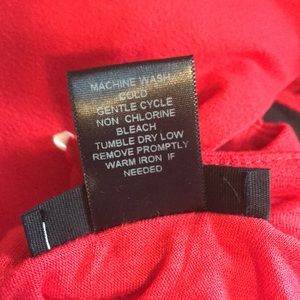 MACHINE WASH
COLD
GENTLE CYCLE
NON CHLORINE
BLEACH
TUMBLE DRY LOW
REMOVE PROMPTLY
WARM IRON IF
NEEDED